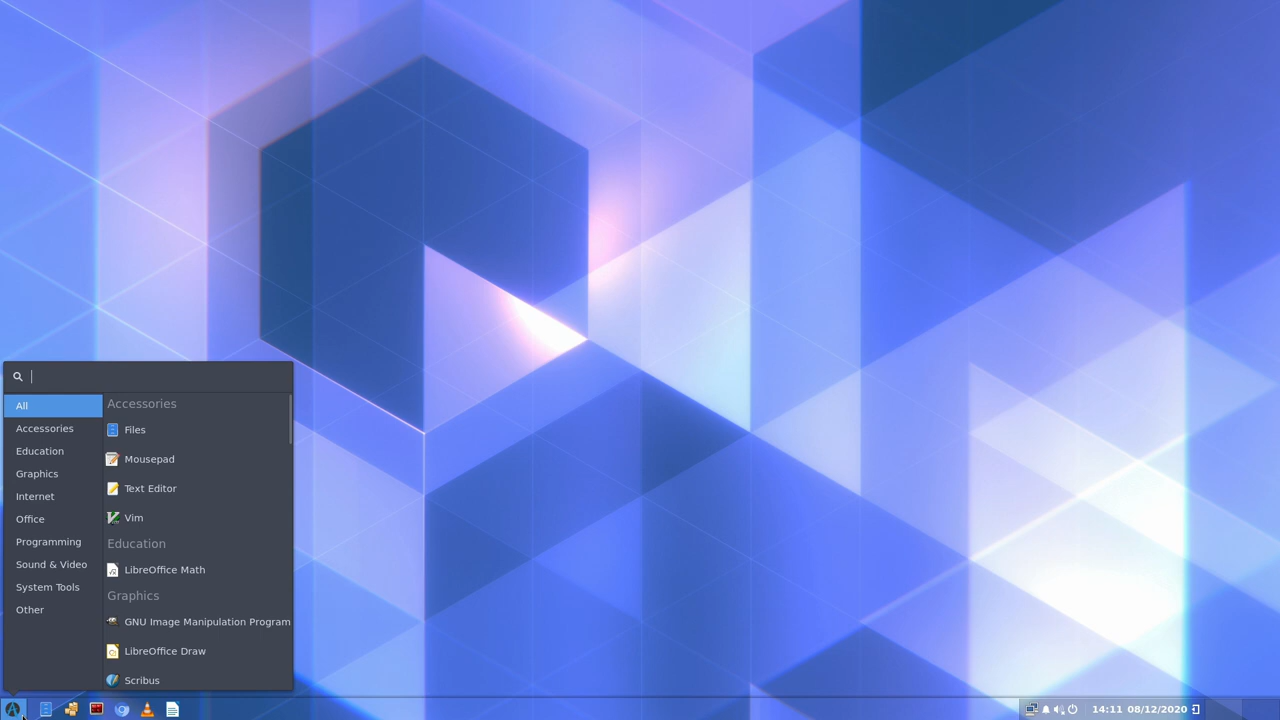 All
Accessories
Education
Graphics
Internet
Office
Programming
Sound & Video
System Tools
Other
Accessories
Files
Mousepad
Text Editor
Vim
Education
LibreOffice Math
Graphics
GNU Image Manipulation Program
LibreOffice Draw
Scribus
14:11 08/12/2020